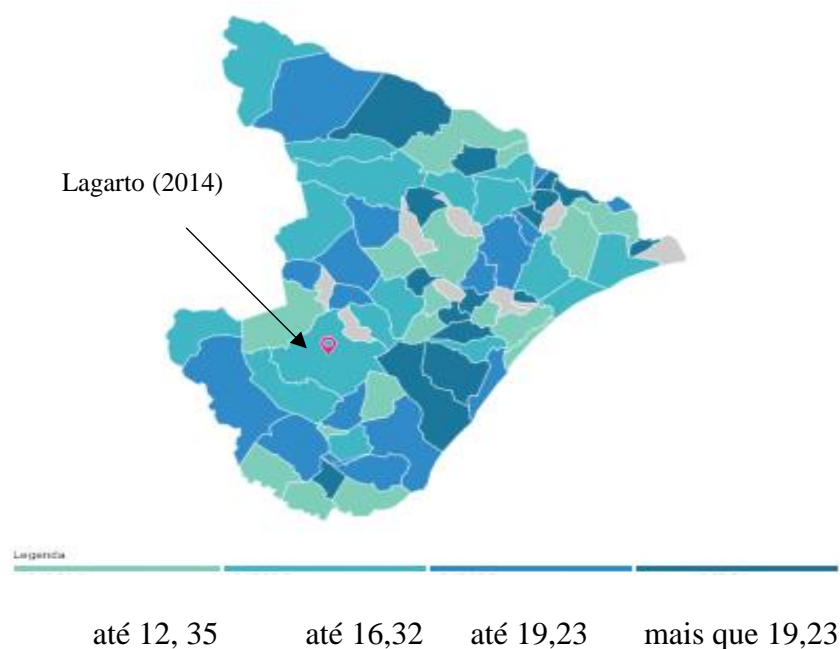 Lagarto (2014)
Legenda
até 12, 35 até 16,32 até 19,23 mais que 19,23